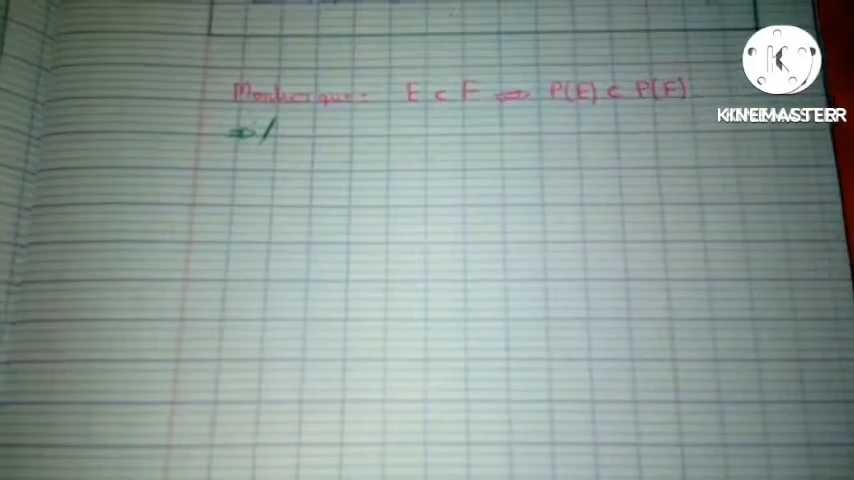 Montrer que : E ⊂ F ⇔ P(E) ⊂ P(F)
⇒/
KINEMASTER